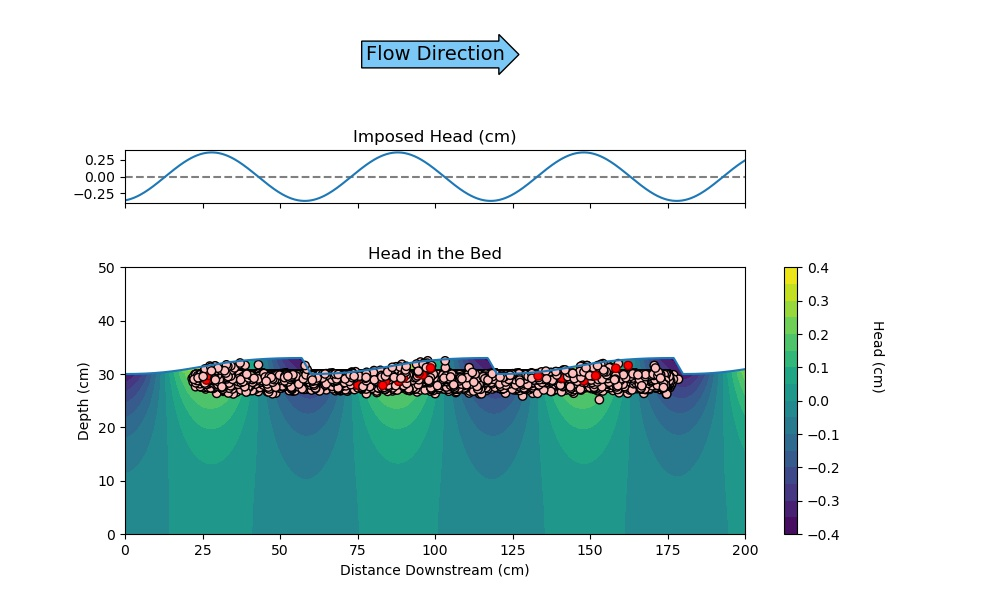 Flow Direction
Imposed Head (cm)
0.25
0.00
−0.25
Head in the Bed
50
40
30
20
10
0
Depth (cm)
0 25 50 75 100 125 150 175 200
Distance Downstream (cm)
0.4
0.3
0.2
0.1
0.0
−0.1
−0.2
−0.3
−0.4
Head (cm)